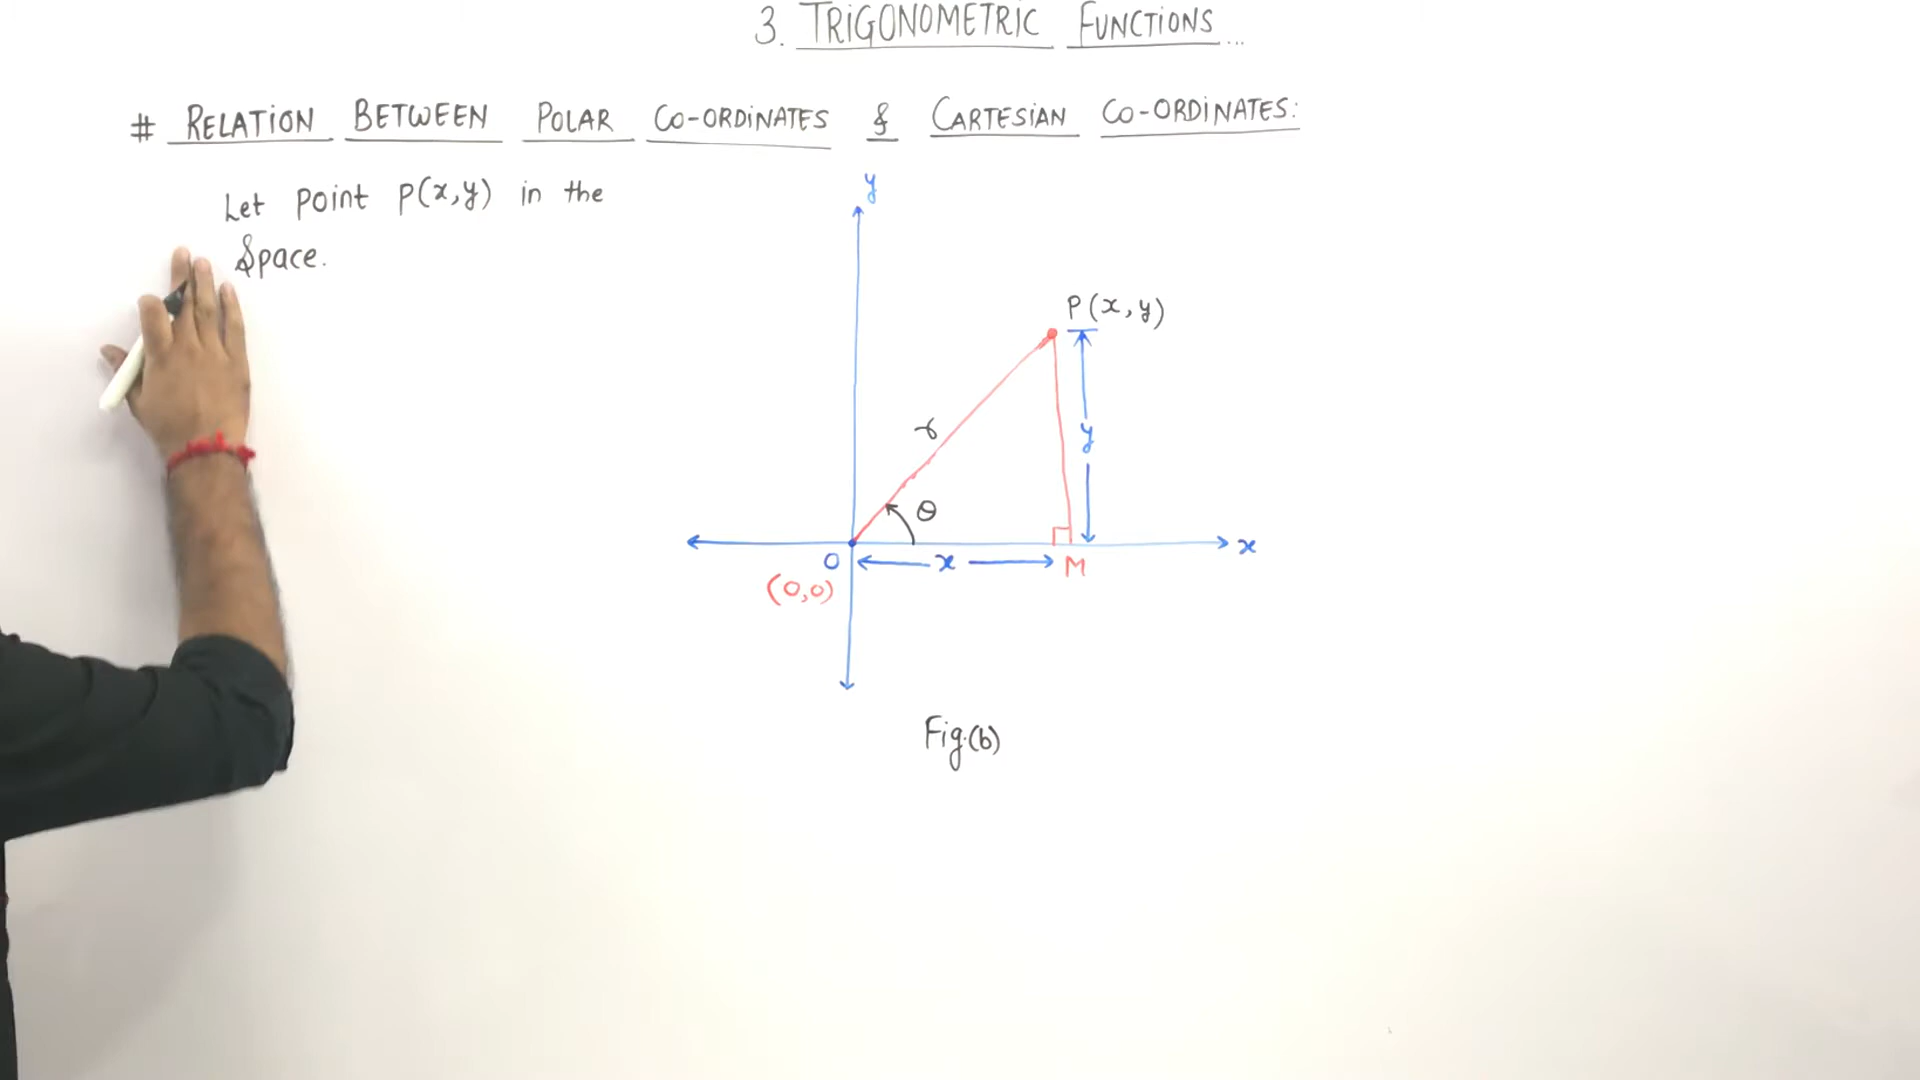 3. TRIGONOMETRIC FUNCTIONS...
# RELATION BETWEEN POLAR CO-ORDINATES & CARTESIAN CO-ORDINATES:
Let point P(x,y) in the
Space.
y
P(x,y)
r
y
θ
x
O
x
M
(0,0)
Fig.(b)